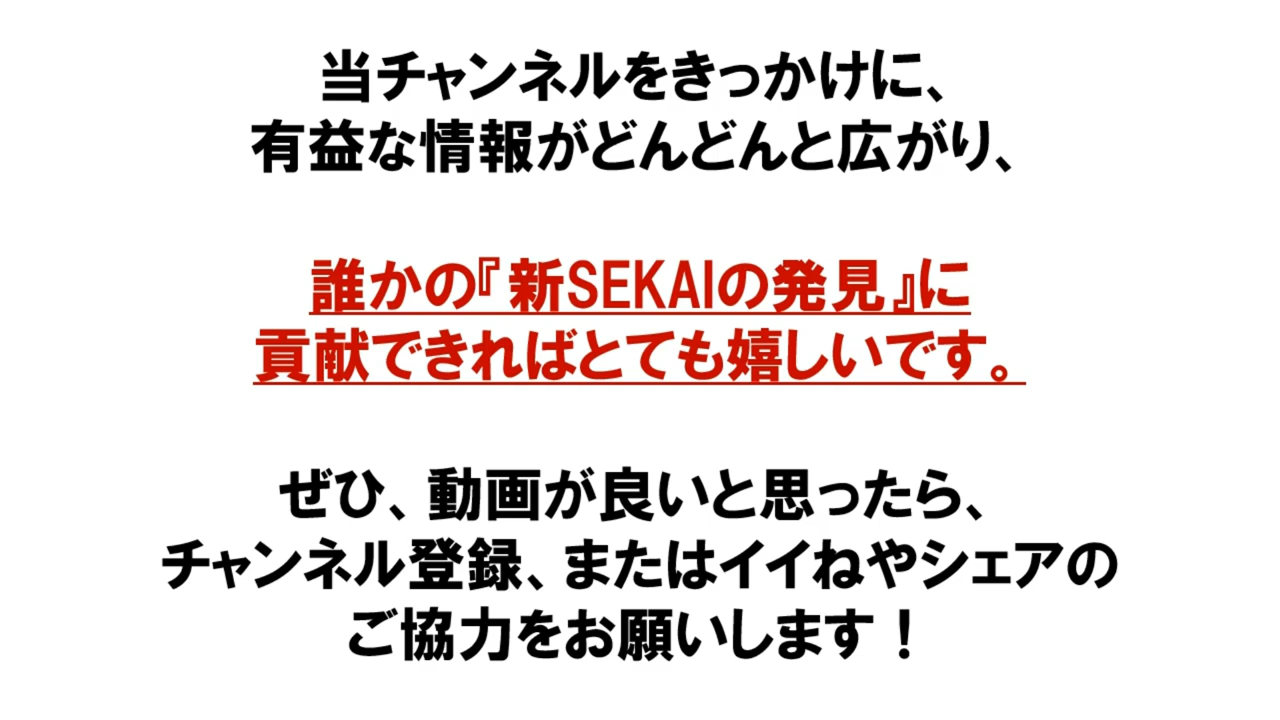 当チャンネルをきっかけに、
有益な情報がどんどんと広がり、
誰かの『新SEKAIの発見』に
貢献できればとても嬉しいです。
ぜひ、動画が良いと思ったら、
チャンネル登録、またはイイねやシェアの
ご協力をお願いします！